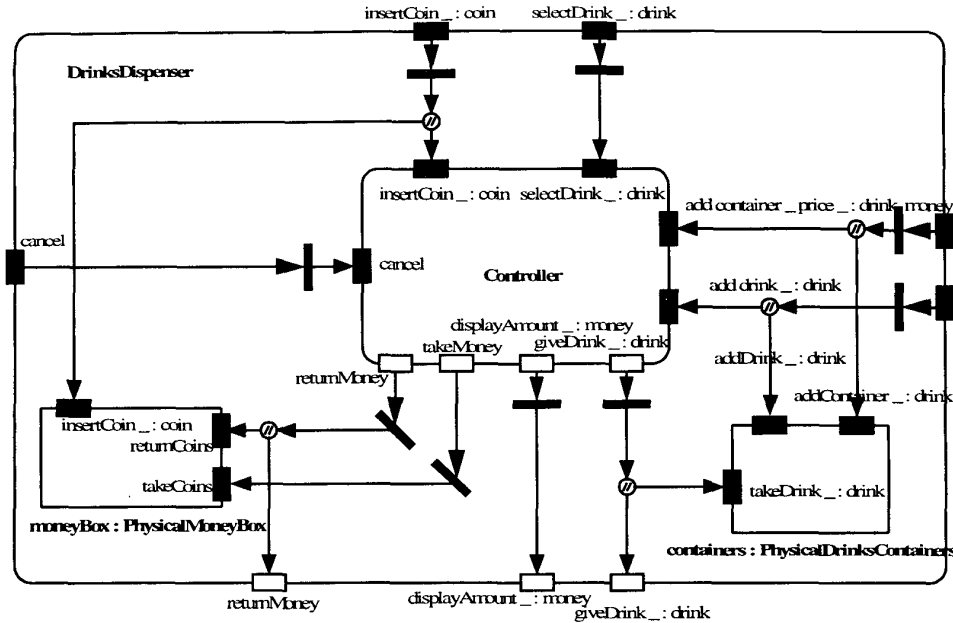 insertCoin _ : coin
selectDrink _ : drink
DrinksDispenser
insertCoin _ : coin
selectDrink _ : drink
add container _ price _ : drink, money
cancel
cancel
Controller
add drink _ : drink
displayAmount _ : money
takeMoney
giveDrink _ : drink
returnMoney
addDrink _ : drink
addContainer _ : drink
insertCoin _ : coin
returnCoins
takeCoins
takeDrink _ : drink
moneyBox : PhysicalMoneyBox
containers : PhysicalDrinksContainers
returnMoney
displayAmount _ : money
giveDrink _ : drink